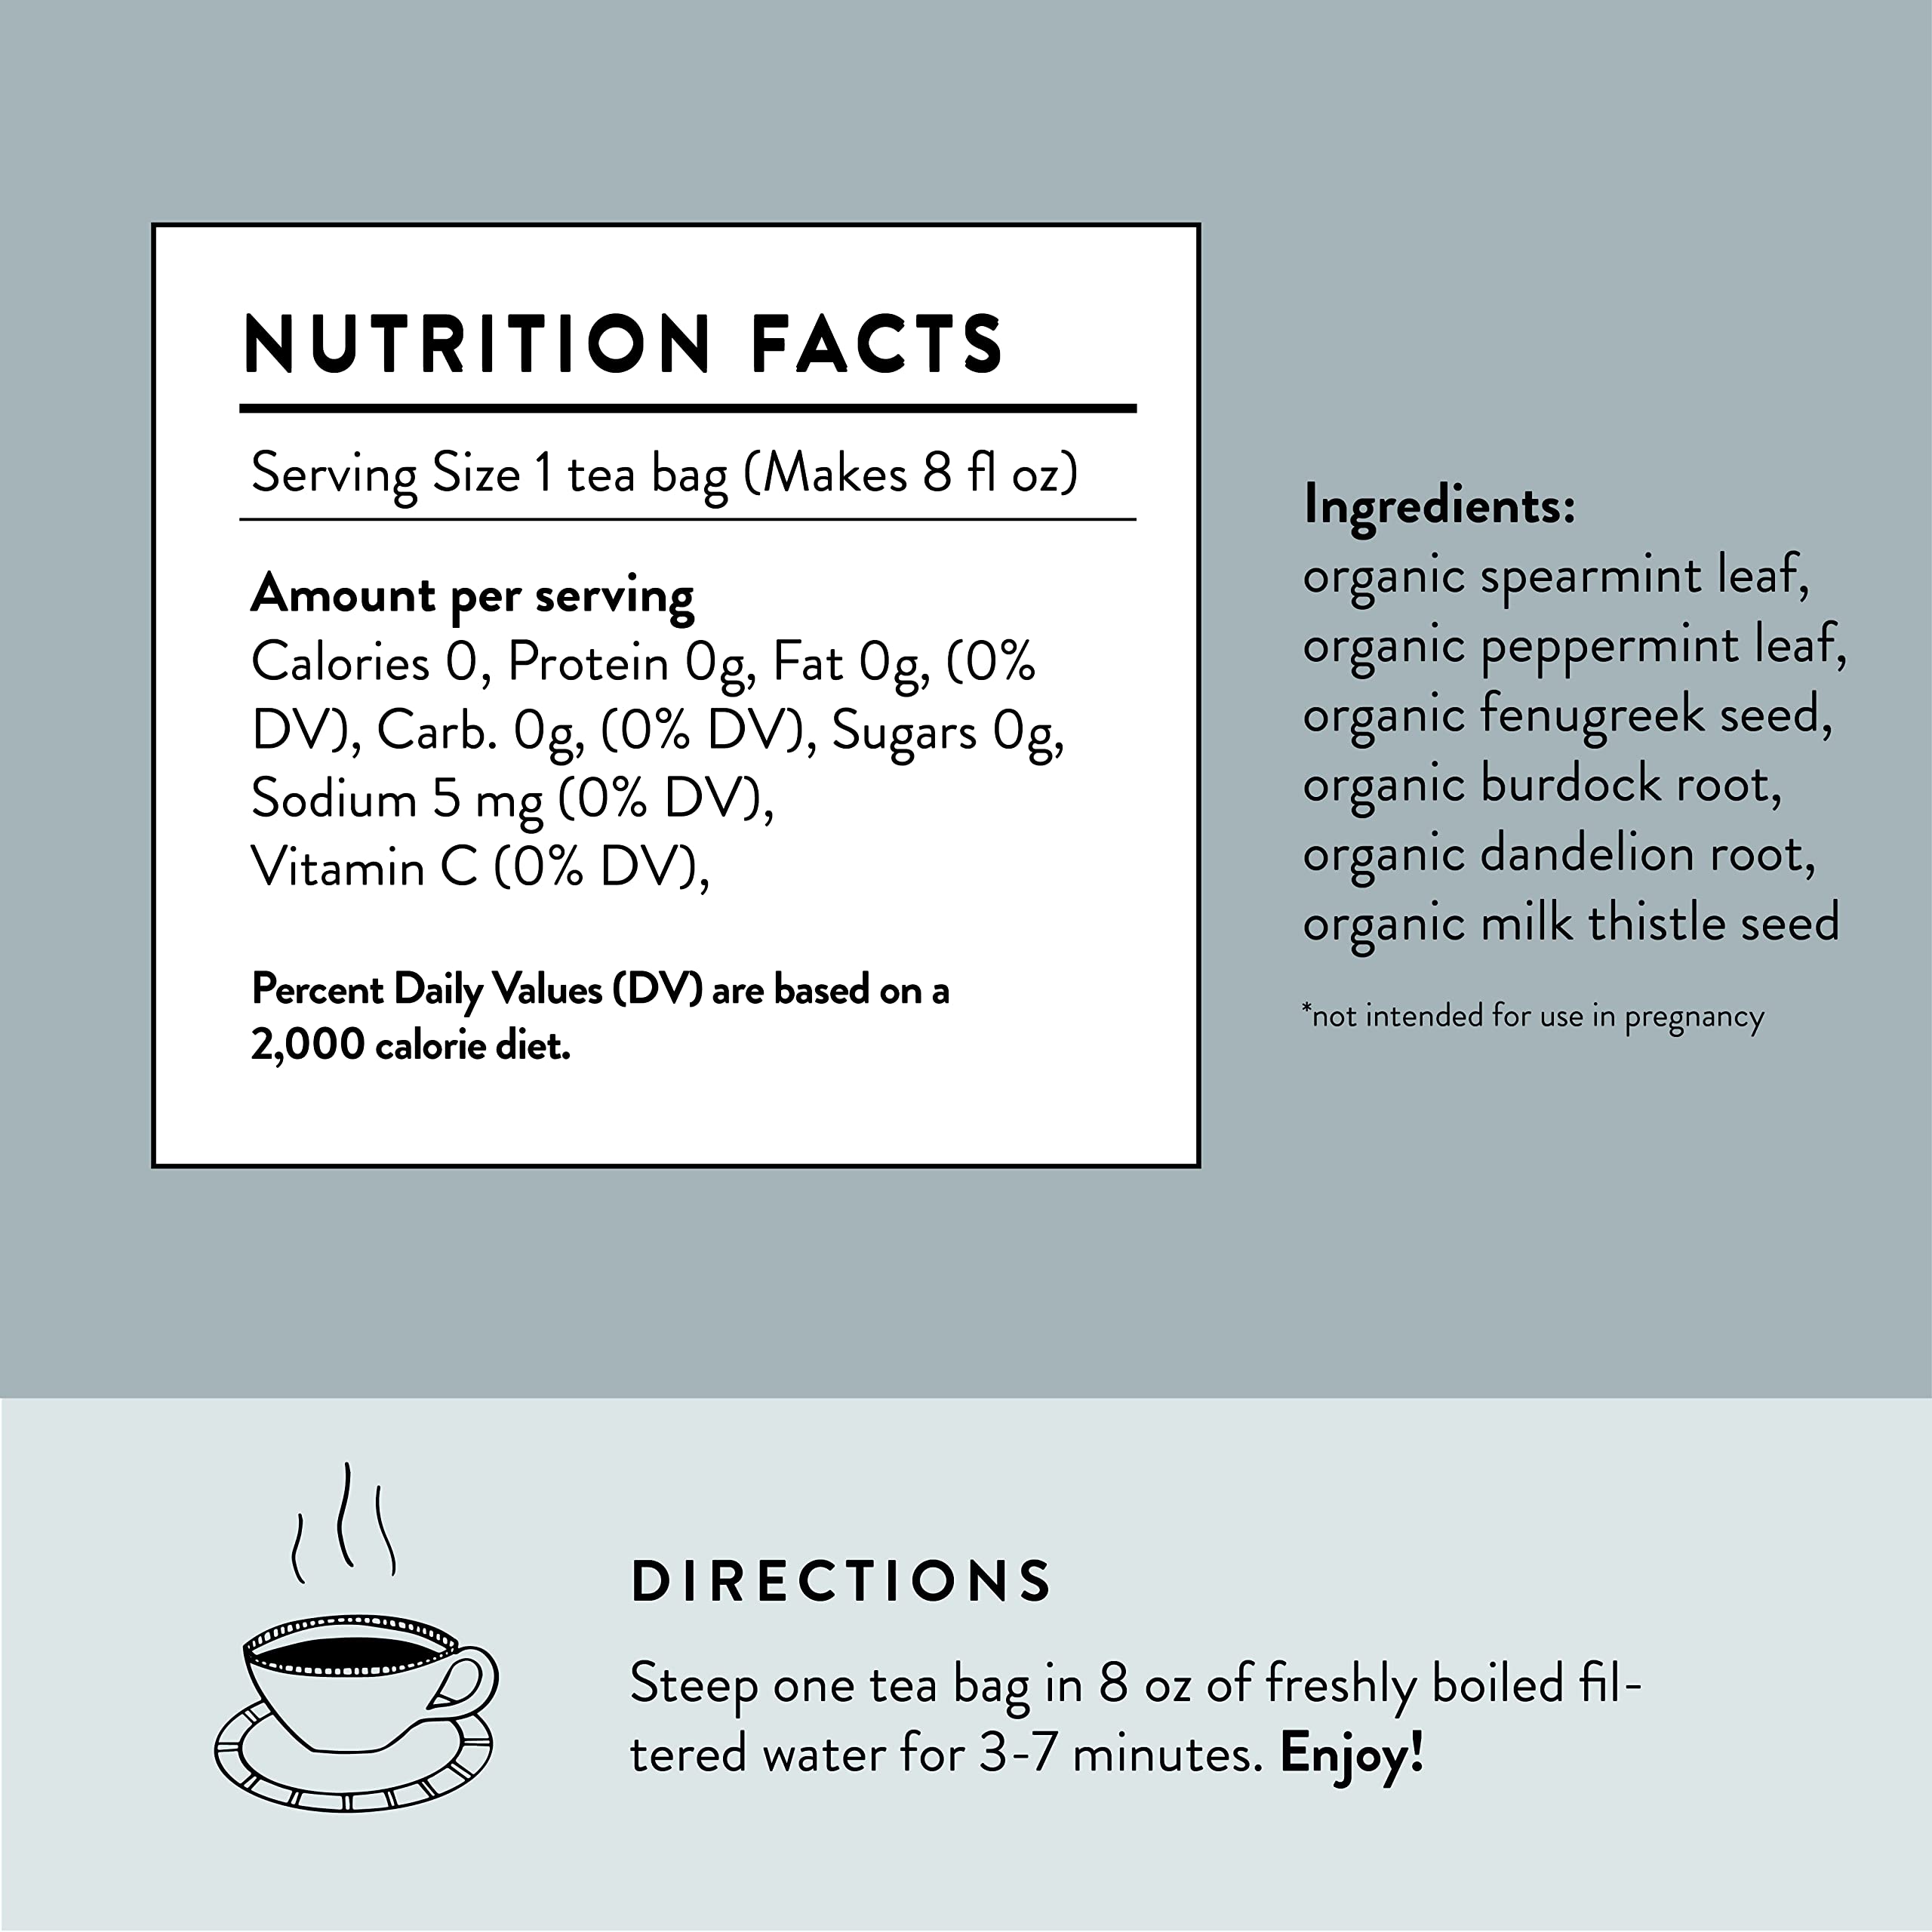 NUTRITION FACTS
Serving Size 1 tea bag (Makes 8 fl oz)
Amount per serving
Calories 0, Protein 0g, Fat 0g, (0%
DV), Carb. 0g, (0% DV), Sugars 0g,
Sodium 5 mg (0% DV),
Vitamin C (0% DV),
Percent Daily Values (DV) are based on a
2,000 calorie diet.
Ingredients:
organic spearmint leaf,
organic peppermint leaf,
organic fenugreek seed,
organic burdock root,
organic dandelion root,
organic milk thistle seed
*not intended for use in pregnancy
DIRECTIONS
Steep one tea bag in 8 oz of freshly boiled fil-
tered water for 3-7 minutes. Enjoy!